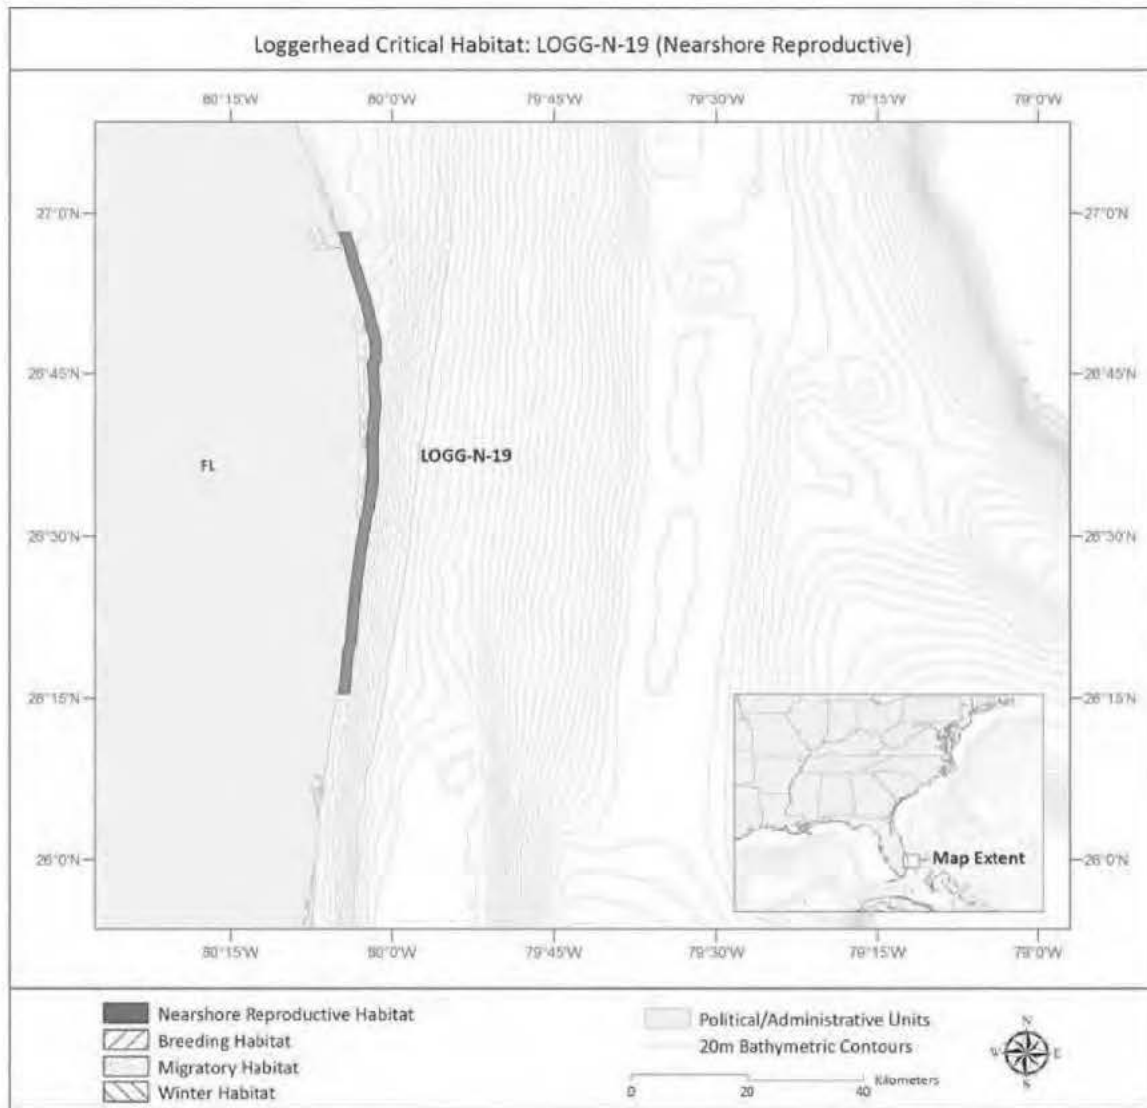 Loggerhead Critical Habitat: LOGG-N-19 (Nearshore Reproductive)
80°15'W 80°0'W 79°45'W 79°30'W 79°15'W 79°0'W
27°0'N 27°0'N
26°45'N 26°45'N
LOGG-N-19
FL
26°30'N 26°30'N
26°15'N 26°15'N
26°0'N Map Extent 26°0'N
80°15'W 80°0'W 79°45'W 79°30'W 79°15'W 79°0'W
Nearshore Reproductive Habitat
Breeding Habitat
Migratory Habitat
Winter Habitat
Political/Administrative Units
20m Bathymetric Contours
Kilometers
0 20 40
N
W E
S